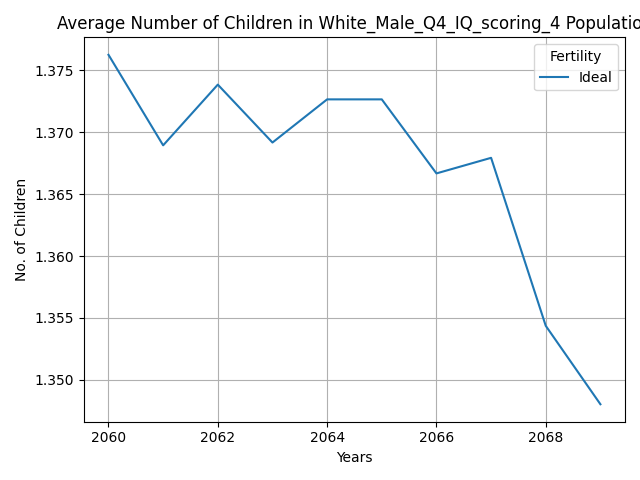 Average Number of Children in White_Male_Q4_IQ_scoring_4 Populatio
Fertility
Ideal
No. of Children
1.375
1.370
1.365
1.360
1.355
1.350
2060 2062 2064 2066 2068
Years